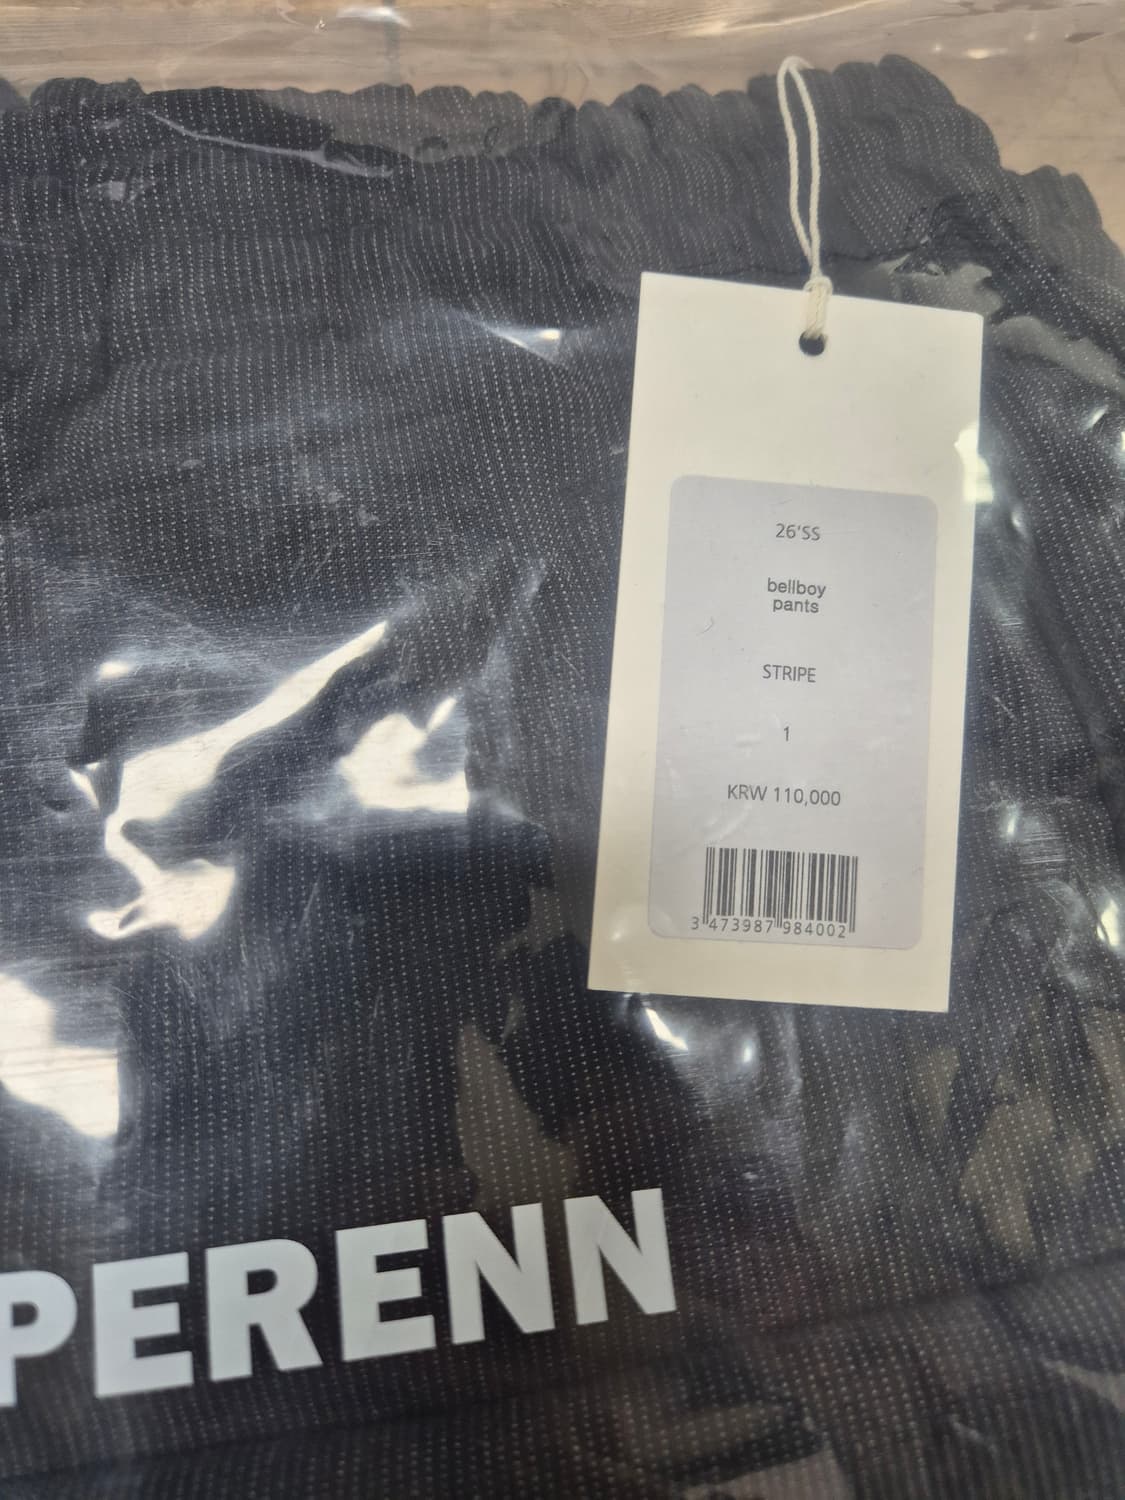 26'SS
bellboy
pants
STRIPE
1
KRW 110,000
3 473987 984002
PERENN